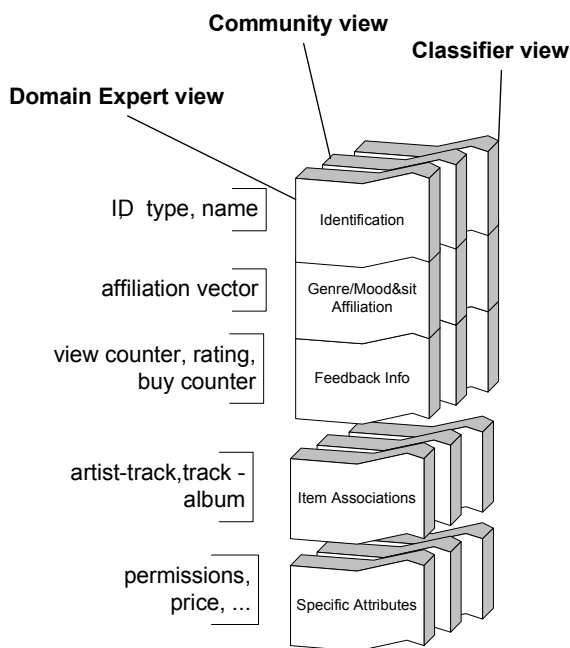 Community view
Classifier view
Domain Expert view
ID type, name
Identification
affiliation vector
Genre/Mood&sit
Affiliation
view counter, rating,
buy counter
Feedback Info
artist-track,track -
album
Item Associations
permissions,
price, ...
Specific Attributes